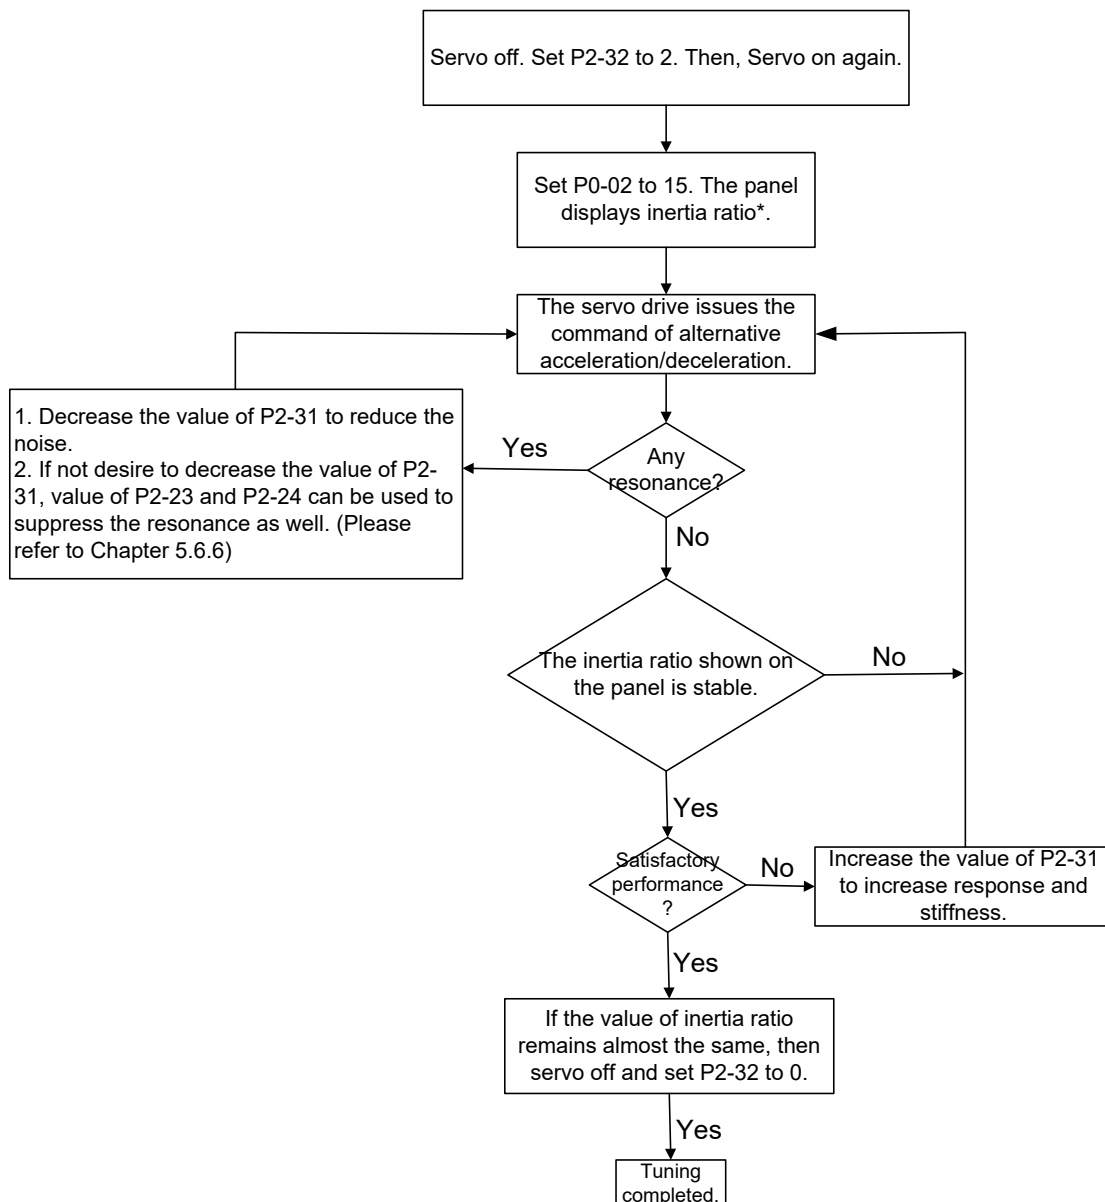 Servo off. Set P2-32 to 2. Then, Servo on again.
Set P0-02 to 15. The panel
displays inertia ratio*.
The servo drive issues the
command of alternative
acceleration/deceleration.
1. Decrease the value of P2-31 to reduce the
noise.
2. If not desire to decrease the value of P2-
31, value of P2-23 and P2-24 can be used to
suppress the resonance as well. (Please
refer to Chapter 5.6.6)
Yes
Any
resonance?
No
The inertia ratio shown on
the panel is stable.
No
Yes
Satisfactory
performance
?
No
Increase the value of P2-31
to increase response and
stiffness.
Yes
If the value of inertia ratio
remains almost the same, then
servo off and set P2-32 to 0.
Yes
Tuning
completed.